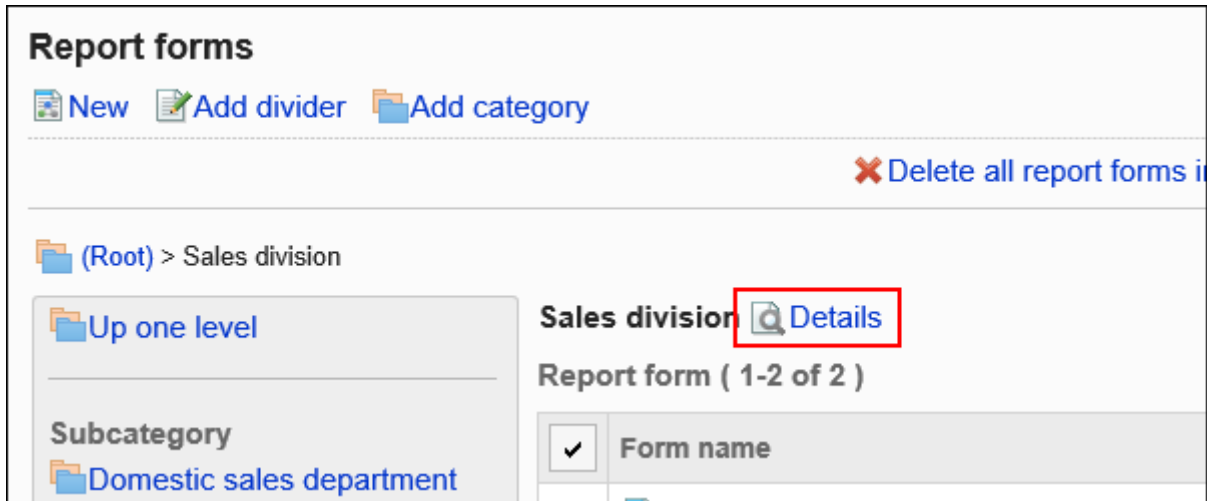 Report forms
New Add divider Add category
Delete all report forms
(Root) > Sales division
Up one level
Sales division Details
Report form ( 1-2 of 2 )
Subcategory
Domestic sales department
Form name